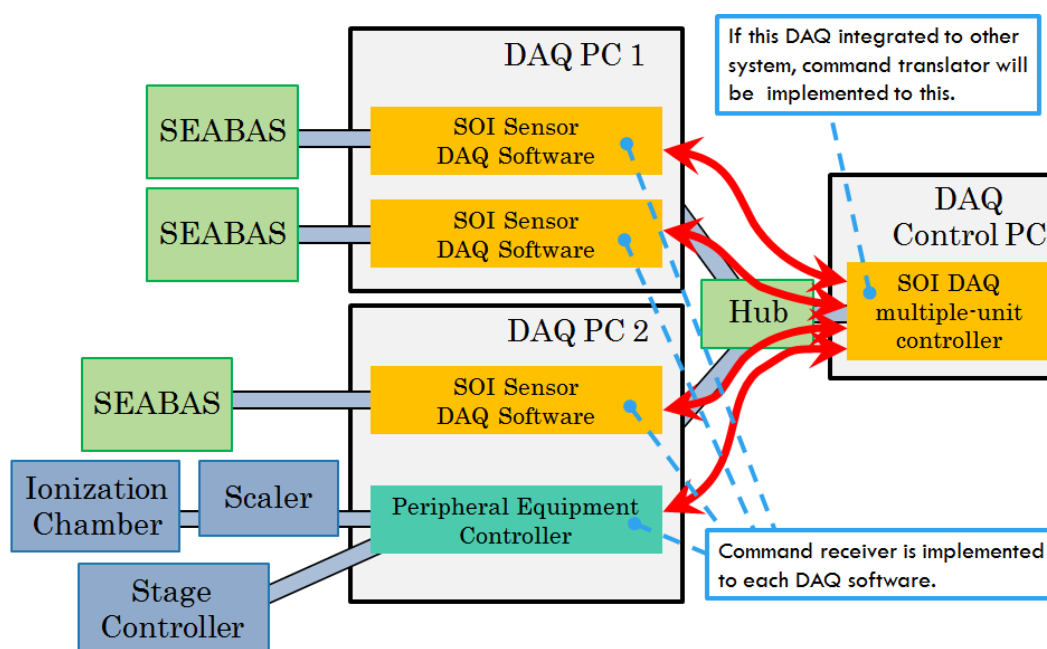 DAQ PC 1
SEABAS
SOI Sensor
DAQ Software
SEABAS
SOI Sensor
DAQ Software
If this DAQ integrated to other
system, command translator will
be implemented to this.
DAQ
Control PC
SOI DAQ
multiple-unit
controller
Hub
DAQ PC 2
SEABAS
SOI Sensor
DAQ Software
Ionization
Chamber
Scaler
Peripheral Equipment
Controller
Stage
Controller
Command receiver is implemented
to each DAQ software.